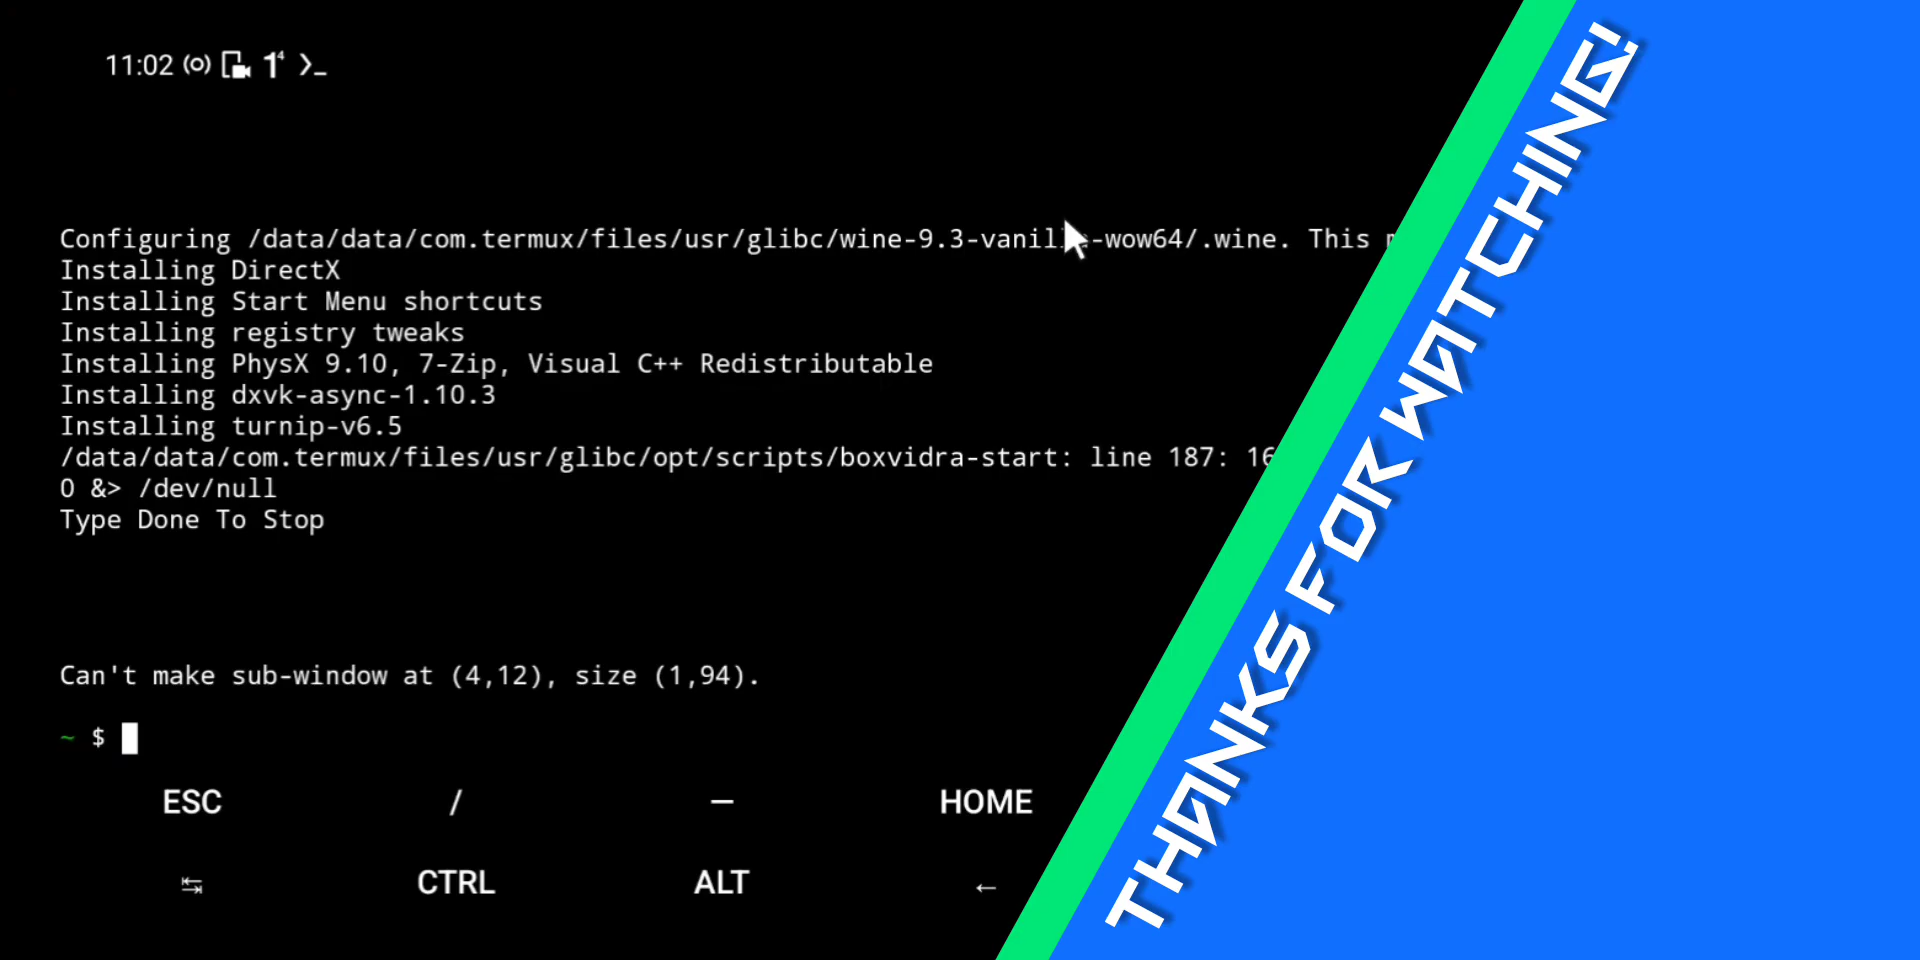 11:02
Configuring /data/data/com.termux/files/usr/glibc/wine-9.3-vanil -wow64/.wine. This
Installing DirectX
Installing Start Menu shortcuts
Installing registry tweaks
Installing PhysX 9.10, 7-Zip, Visual C++ Redistributable
Installing dxvk-async-1.10.3
Installing turnip-v6.5
/data/data/com.termux/files/usr/glibc/opt/scripts/boxvidra-start: line 187: 16
0 &> /dev/null
Type Done To Stop
Can't make sub-window at (4,12), size (1,94).
~ $
ESC / — HOME
⇆ CTRL ALT ←
THANKS FOR WATCHING!